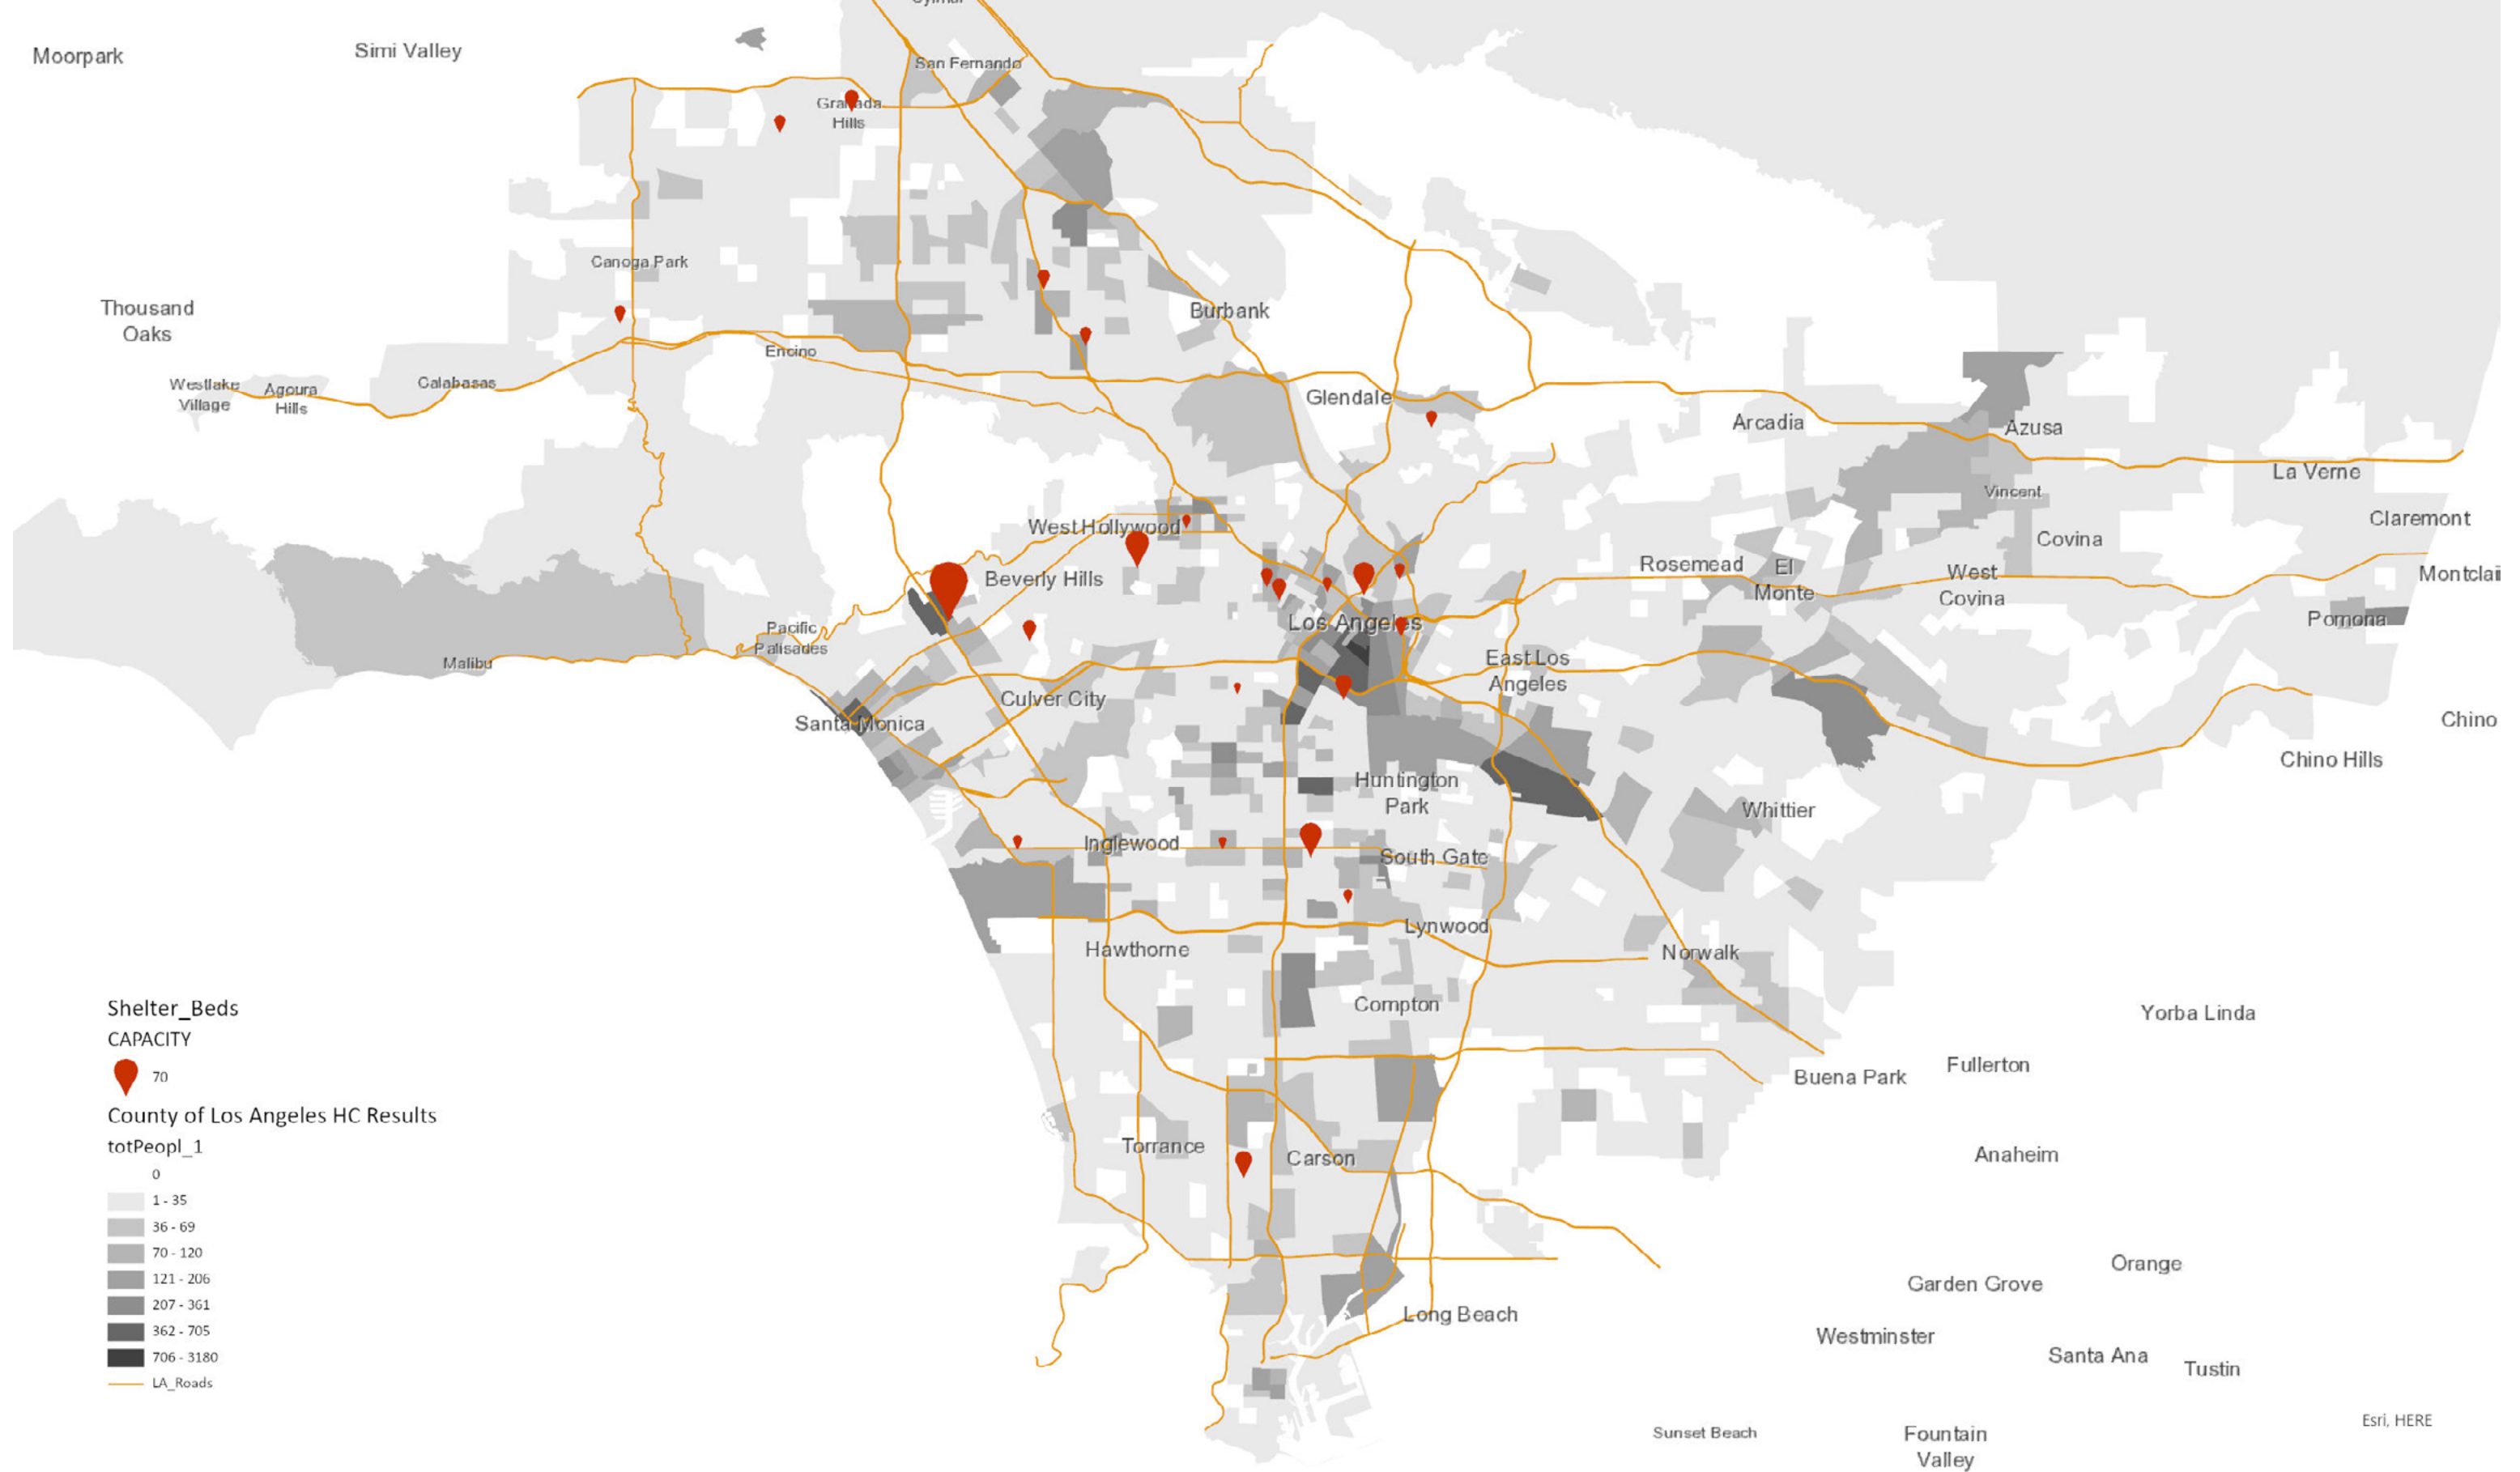 Sylmar
Moorpark
Simi Valley
San Fernando
Granada
Hills
Canoga Park
Thousand
Oaks
Burbank
Encino
Westlake
Village
Agoura
Hills
Calabasas
Glendale
Arcadia
Azusa
La Verne
Vincent
Claremont
West Hollywood
Covina
Beverly Hills
Rosemead
El
Monte
West
Covina
Montclai
Pomona
Los Angeles
Pacific
Palisades
Malibu
East Los
Angeles
Culver City
Santa Monica
Chino
Chino Hills
Huntington
Park
Whittier
Inglewood
South Gate
Lynwood
Hawthorne
Norwalk
Compton
Yorba Linda
Fullerton
Buena Park
Torrance
Carson
Anaheim
Orange
Garden Grove
Long Beach
Westminster
Santa Ana
Tustin
Sunset Beach
Fountain
Valley
Shelter_Beds
CAPACITY
70
County of Los Angeles HC Results
totPeopl_1
0
1 - 35
36 - 69
70 - 120
121 - 206
207 - 361
362 - 705
706 - 3180
LA_Roads
Esri, HERE